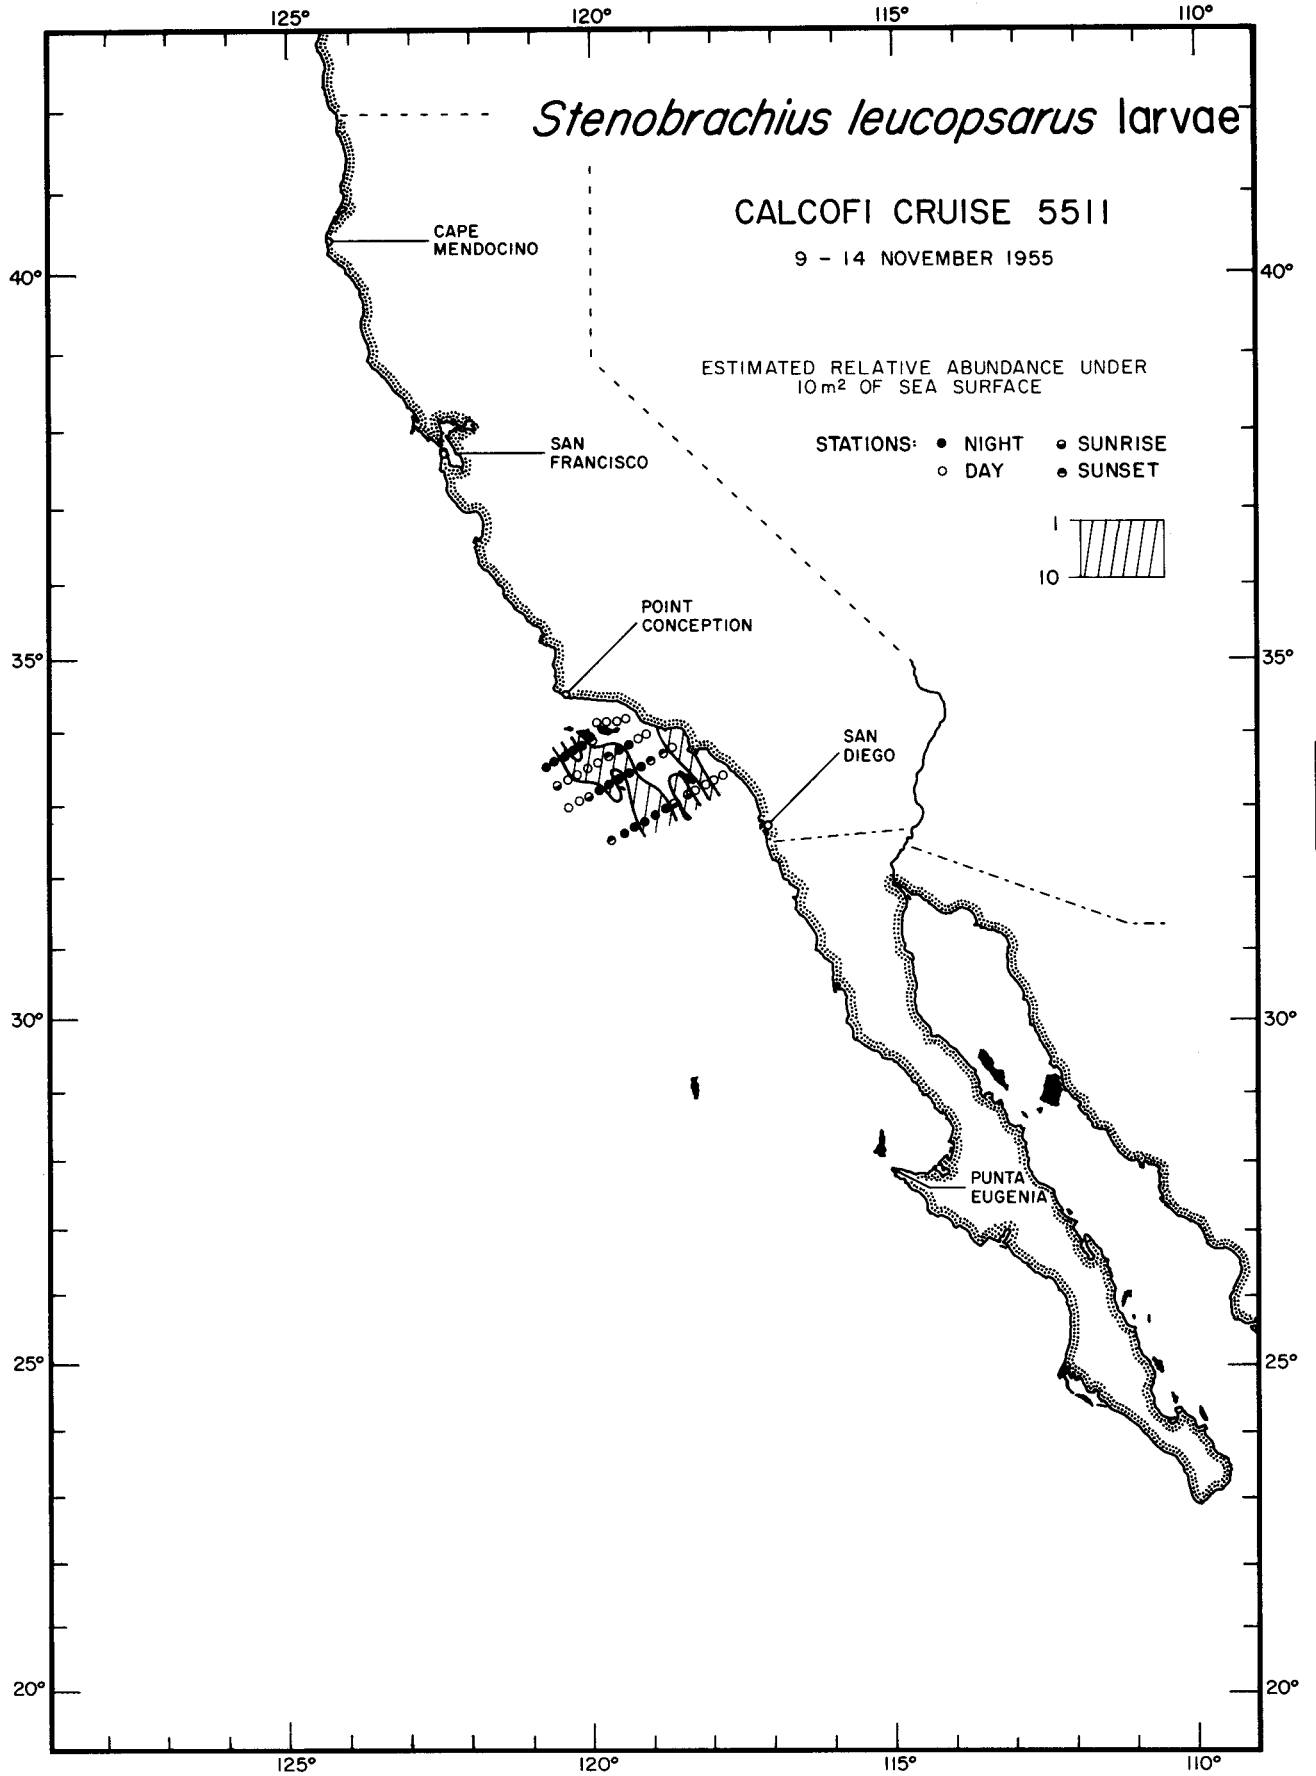 125° 120° 115° 110°
Stenobrachius leucopsarus larvae
CALCOFI CRUISE 5511
9 – 14 NOVEMBER 1955
CAPE
MENDOCINO
40° 40°
ESTIMATED RELATIVE ABUNDANCE UNDER
10 m² OF SEA SURFACE
STATIONS: NIGHT SUNRISE
DAY SUNSET
SAN
FRANCISCO
1
10
POINT
CONCEPTION
35° 35°
SAN
DIEGO
30° 30°
PUNTA
EUGENIA
25° 25°
20° 20°
125° 120° 115° 110°